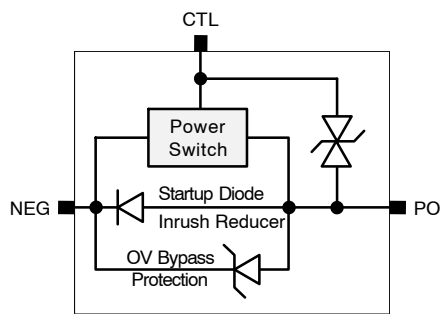 CTL
Power
Switch
NEG
Startup Diode
Inrush Reducer
PO
OV Bypass
Protection